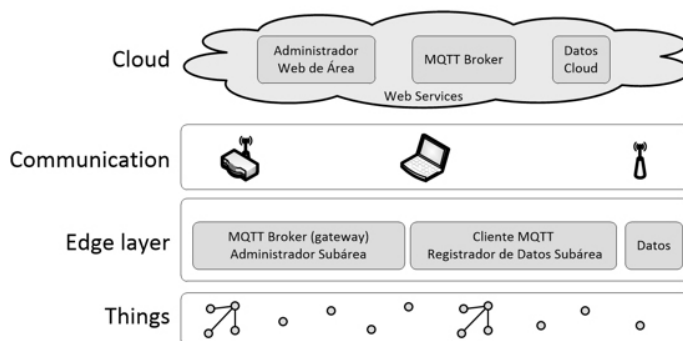 Cloud
Administrador
Web de Área
MQTT Broker
Datos
Cloud
Web Services
Communication
Edge layer
MQTT Broker (gateway)
Administrador Subárea
Cliente MQTT
Registrador de Datos Subárea
Datos
Things